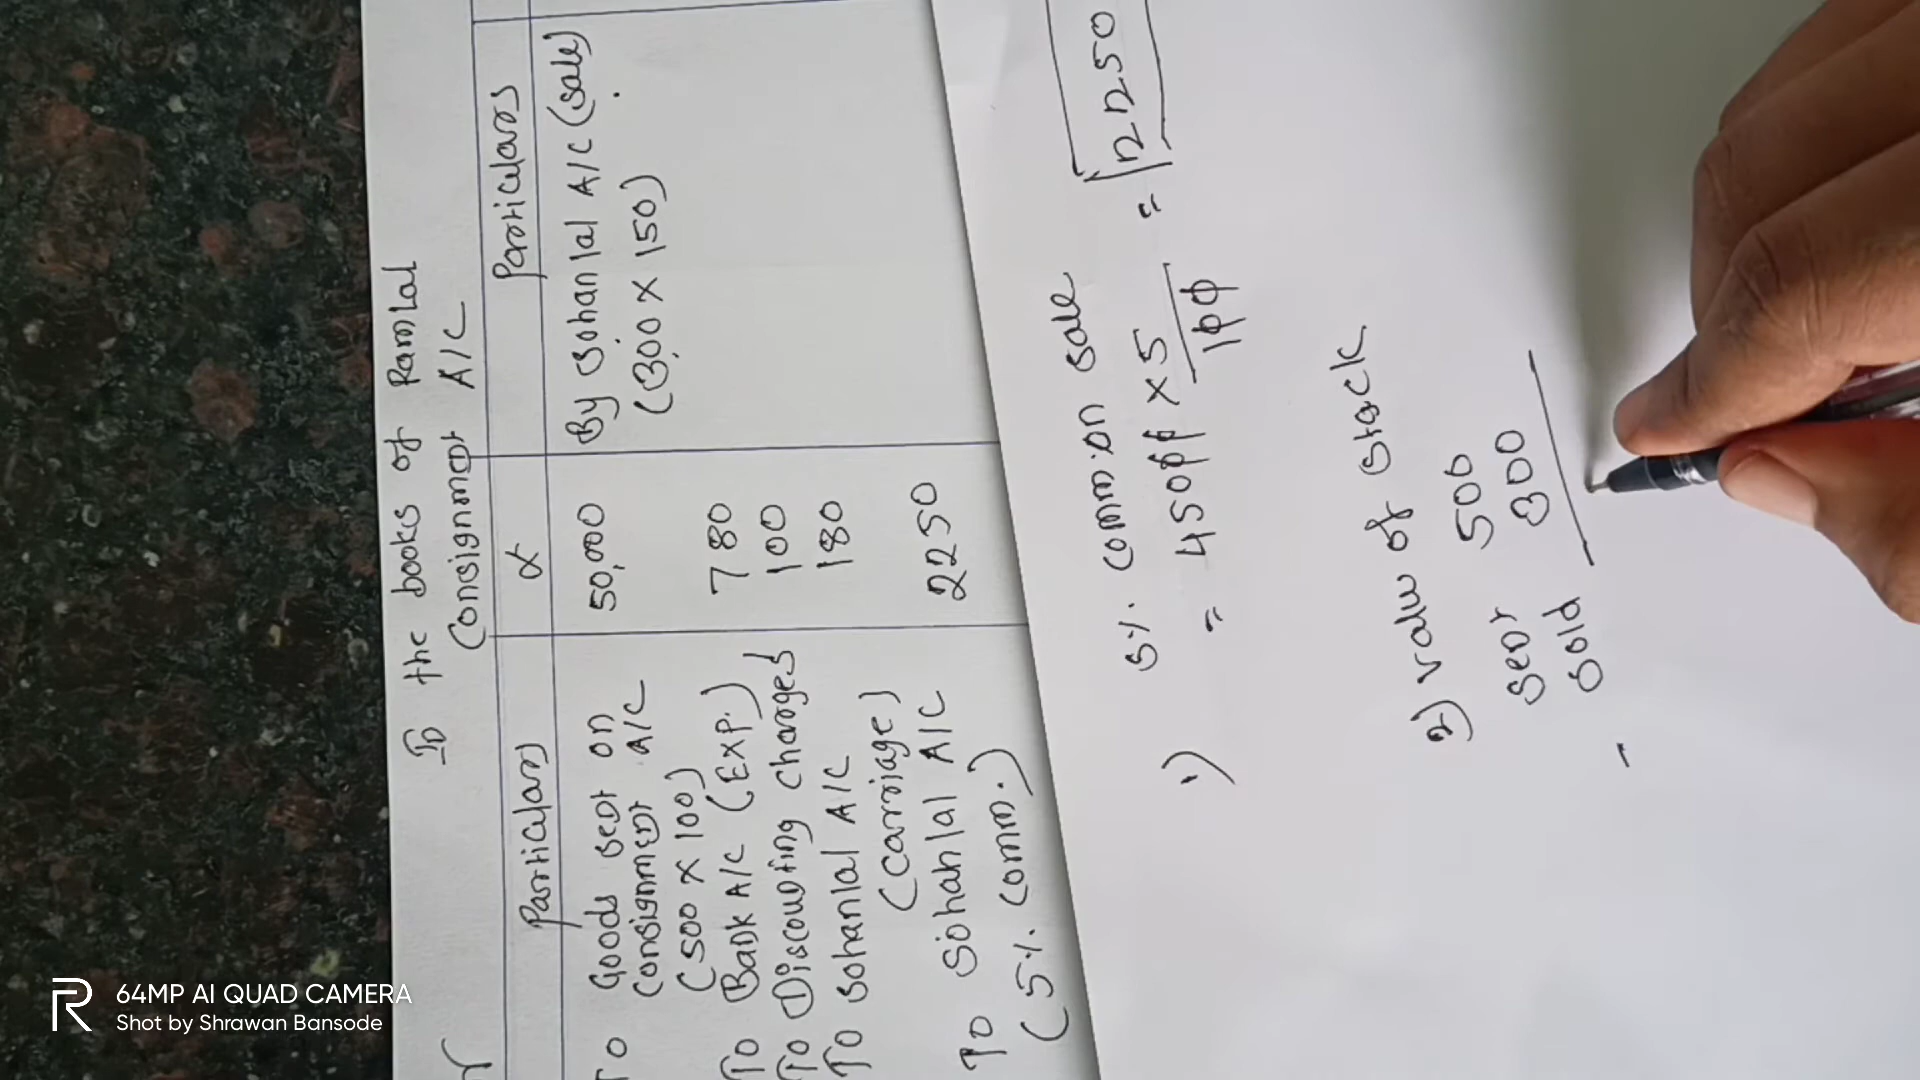 In the books of Ramlal
Consignment A/C
Particulars ₹ Particulars
To Goods sent on 50,000 By Sohanlal A/C (sale)
Consignment A/C (300 x 150)
(500 x 100)
To Bank A/C (Exp.) 780
To Discounting Charges 100
To Sohanlal A/C 180
(Carriage)
To Sohanlal A/C 2250
(5%. comm.)
1) 5%. comm. on sale
= 45000 x 5
100
= 2250
2) Value of stock
Sent 500
- Sold 300
64MP AI QUAD CAMERA
Shot by Shrawan Bansode